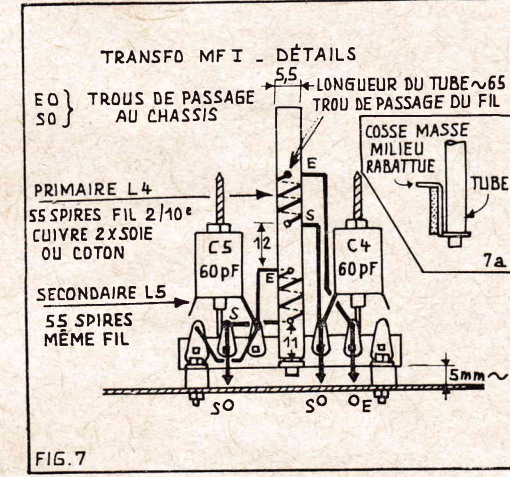 TRANSFO MF I _ DÉTAILS
5,5
LONGUEUR DU TUBE ~65
TROU DE PASSAGE DU FIL
EO } TROUS DE PASSAGE
SO } AU CHASSIS
COSSE MASSE
MILIEU
RABATTUE
TUBE
7a
PRIMAIRE L4
55 SPIRES FIL 2/10e
CUIVRE 2xSOIE
OU COTON
E
S
12
C5
60pF
C4
60pF
E
SECONDAIRE L5
55 SPIRES
MÊME FIL
S
11
5mm~
SO
SO
OE
FIG.7